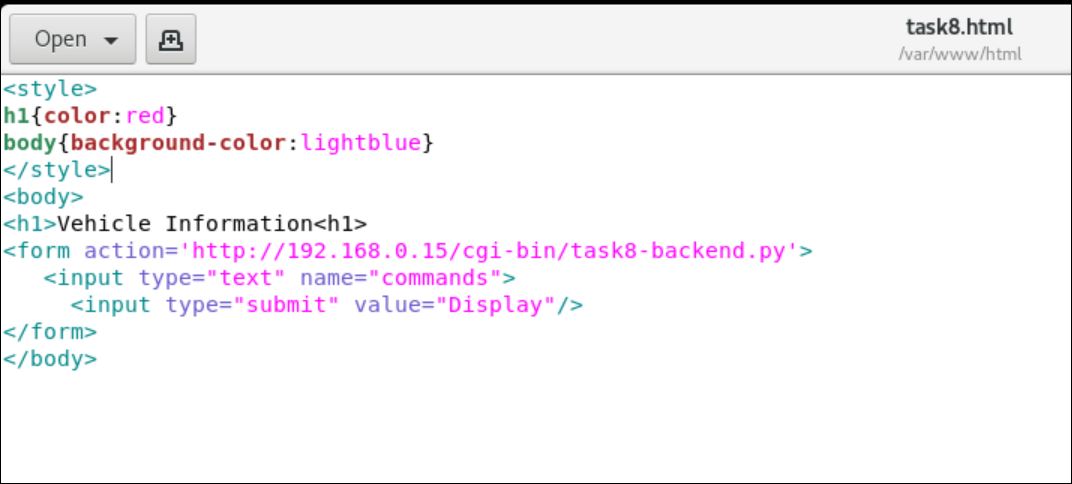 Open
task8.html
/var/www/html
<style>
h1{color:red}
body{background-color:lightblue}
</style>
<body>
<h1>Vehicle Information<h1>
<form action='http://192.168.0.15/cgi-bin/task8-backend.py'>
   <input type="text" name="commands">
     <input type="submit" value="Display"/>
</form>
</body>